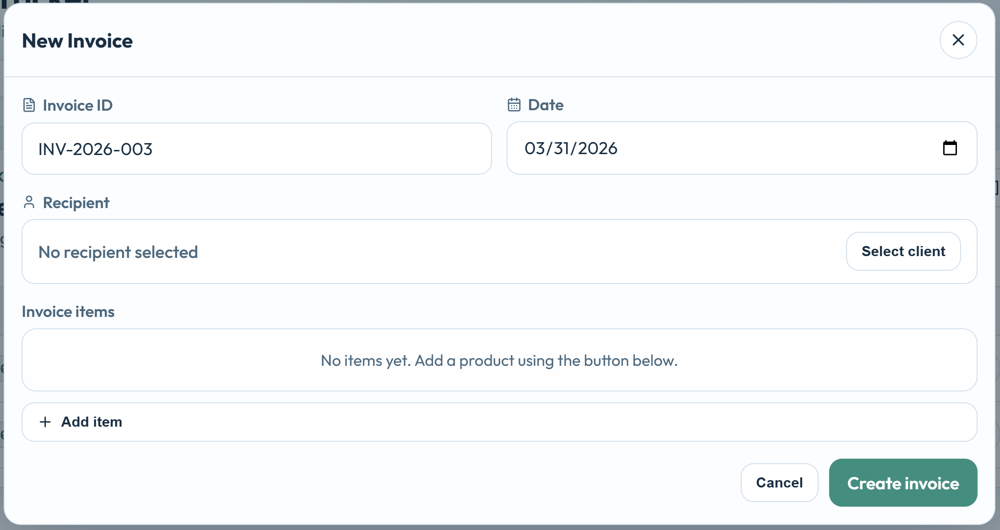 New Invoice
Invoice ID
Date
INV-2026-003
03/31/2026
Recipient
No recipient selected
Select client
Invoice items
No items yet. Add a product using the button below.
Add item
Cancel
Create invoice